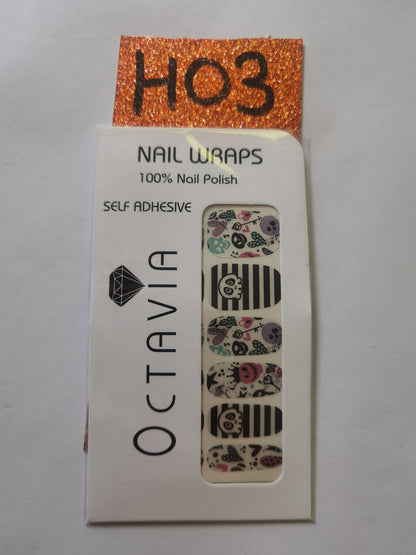 H03
NAIL WRAPS
100% Nail Polish
SELF ADHESIVE
OCTAVIA